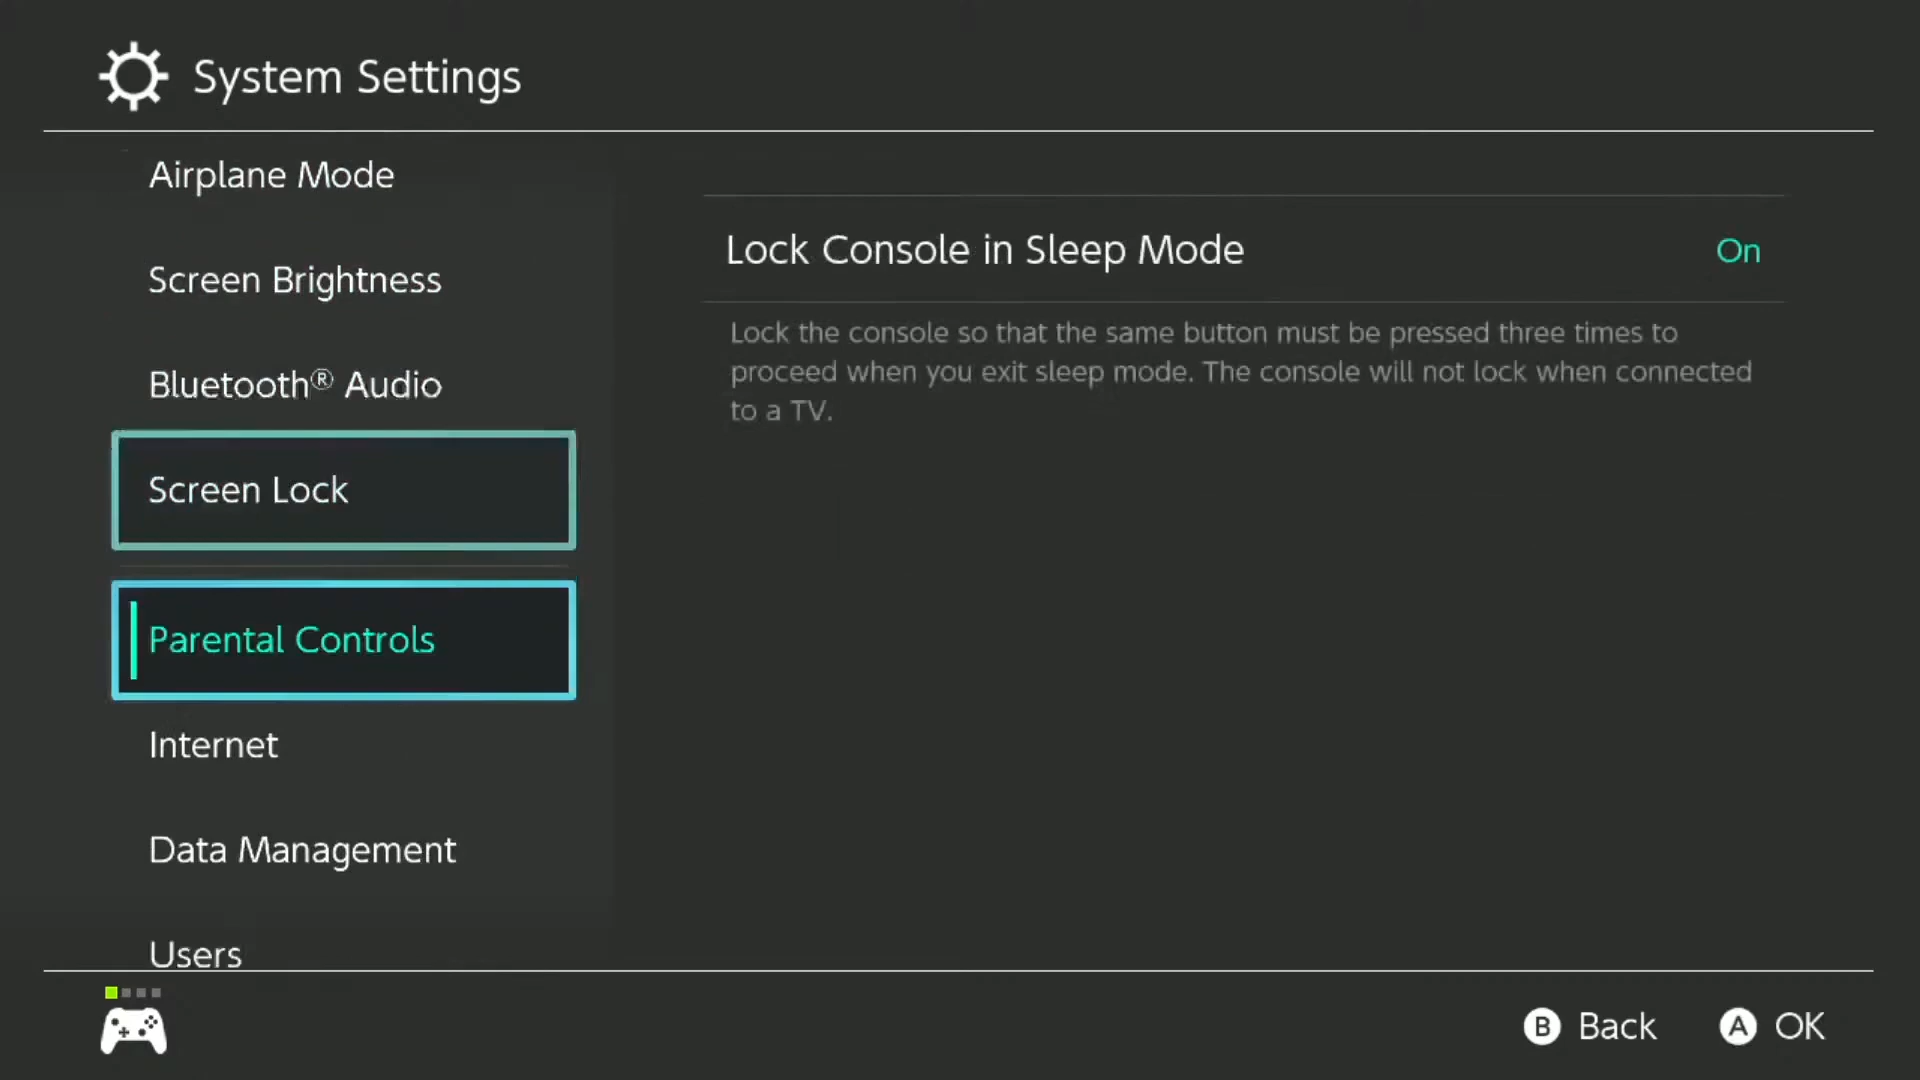 System Settings
Airplane Mode
Screen Brightness
Bluetooth® Audio
Screen Lock
Parental Controls
Internet
Data Management
Users
Lock Console in Sleep Mode On
Lock the console so that the same button must be pressed three times to
proceed when you exit sleep mode. The console will not lock when connected
to a TV.
B Back A OK